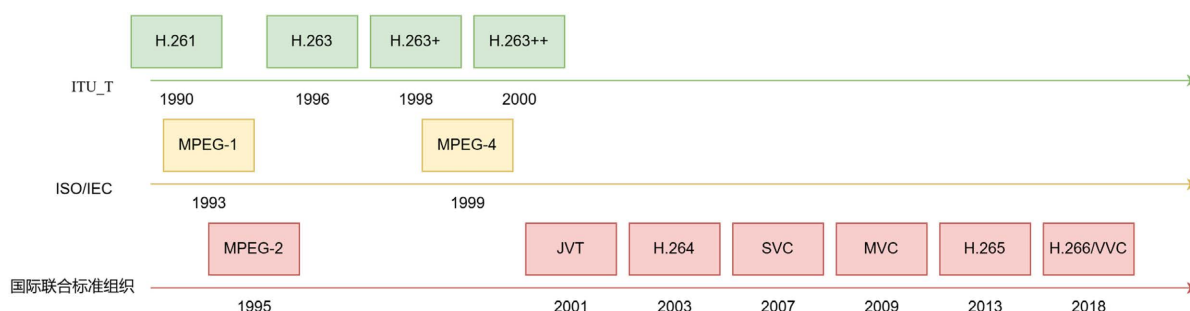 H.261 H.263 H.263+ H.263++
ITU_T
1990 1996 1998 2000
MPEG-1 MPEG-4
ISO/IEC
1993 1999
MPEG-2 JVT H.264 SVC MVC H.265 H.266/VVC
国际联合标准组织
1995 2001 2003 2007 2009 2013 2018